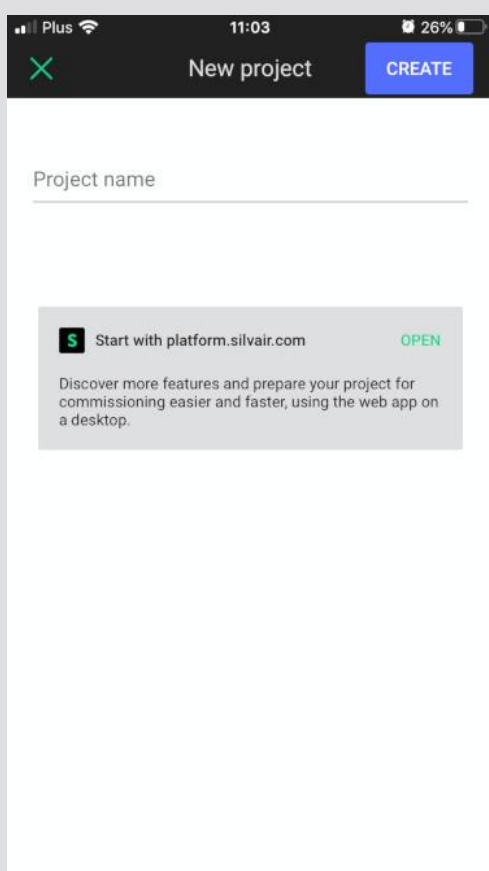 Plus 11:03 26%
New project CREATE
Project name
S Start with platform.silvair.com OPEN
Discover more features and prepare your project for
commissioning easier and faster, using the web app on
a desktop.